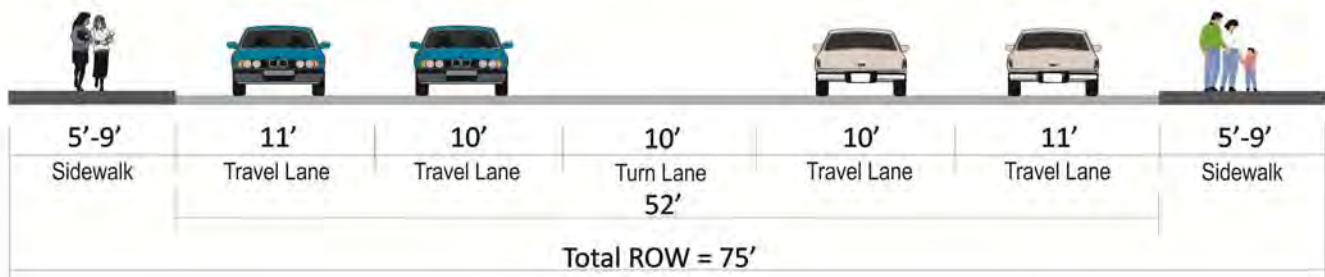 5’-9’ 11’ 10’ 10’ 10’ 11’ 5’-9’
Sidewalk Travel Lane Travel Lane Turn Lane Travel Lane Travel Lane Sidewalk
52’
Total ROW = 75’